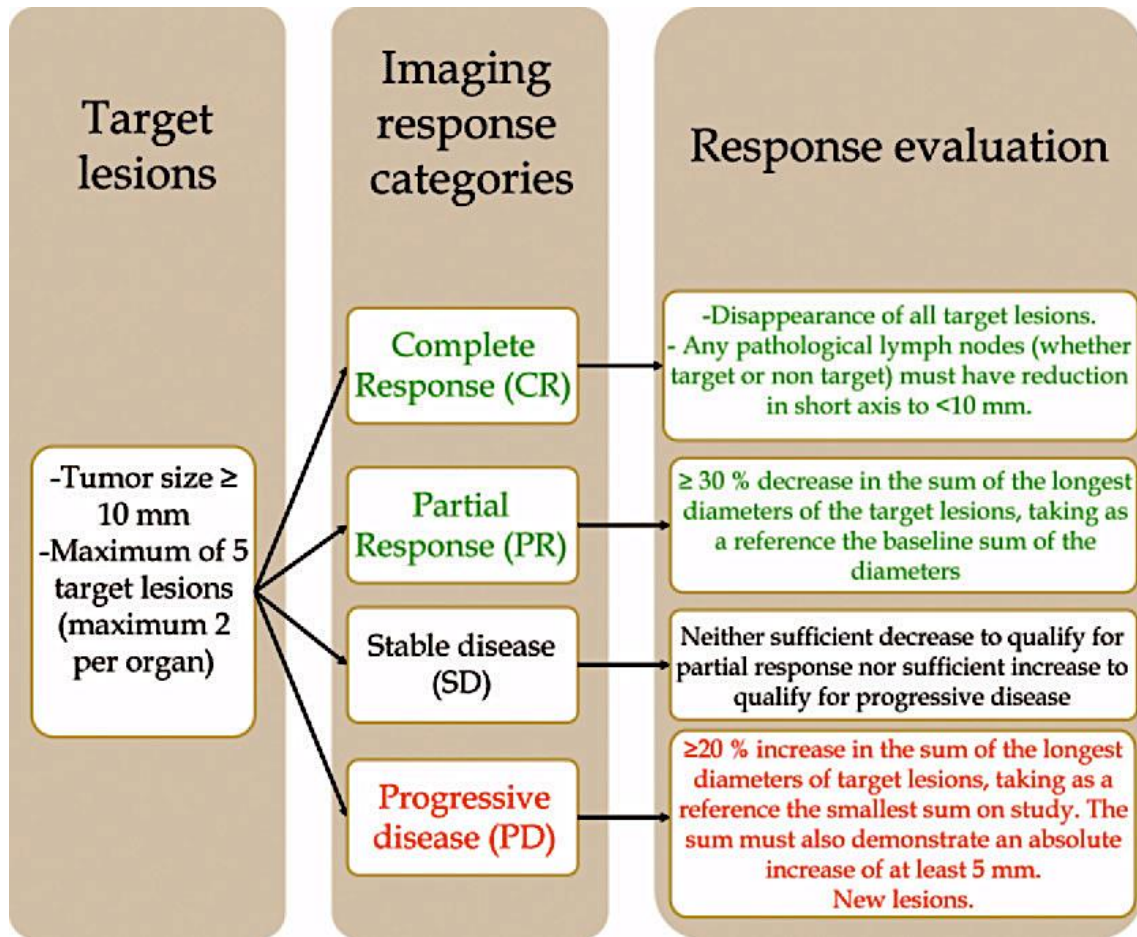 Target
lesions
Imaging
response
categories
Response evaluation
-Tumor size ≥
10 mm
-Maximum of 5
target lesions
(maximum 2
per organ)
Complete
Response (CR)
-Disappearance of all target lesions.
- Any pathological lymph nodes (whether
target or non target) must have reduction
in short axis to <10 mm.
Partial
Response (PR)
≥ 30 % decrease in the sum of the longest
diameters of the target lesions, taking as
a reference the baseline sum of the
diameters
Stable disease
(SD)
Neither sufficient decrease to qualify for
partial response nor sufficient increase to
qualify for progressive disease
Progressive
disease (PD)
≥20 % increase in the sum of the longest
diameters of target lesions, taking as a
reference the smallest sum on study. The
sum must also demonstrate an absolute
increase of at least 5 mm.
New lesions.